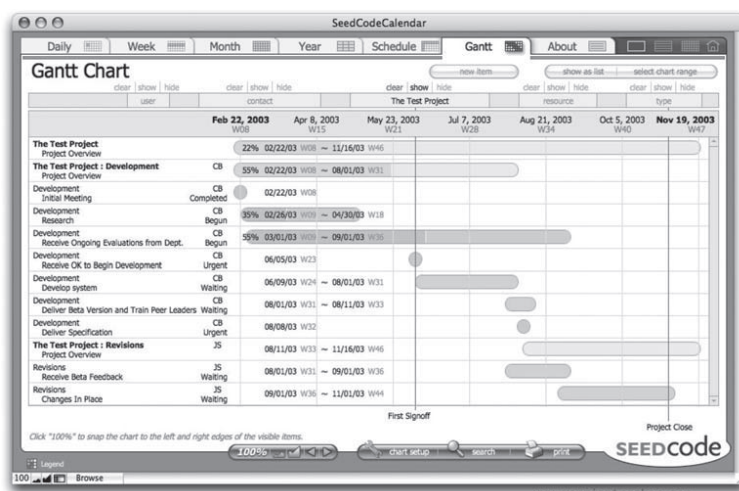 SeedCodeCalendar
Daily Week Month Year Schedule Gantt About
Gantt Chart
new item show as list select chart range
clear show hide clear show hide clear show hide clear show hide clear show hide
user contact The Test Project resource type
Feb 22, 2003 Apr 8, 2003 May 23, 2003 Jul 7, 2003 Aug 21, 2003 Oct 5, 2003 Nov 19, 2003
W08 W15 W21 W28 W34 W40 W47
The Test Project
Project Overview
22% 02/22/03 W08 ~ 11/16/03 W46
The Test Project : Development CB
Project Overview
55% 02/22/03 W08 ~ 08/01/03 W31
Development CB
Initial Meeting Completed
02/22/03 W08
Development CB
Research Begun
35% 02/26/03 W09 ~ 04/30/03 W18
Development CB
Receive Ongoing Evaluations from Dept. Begun
55% 03/01/03 W09 ~ 09/01/03 W36
Development CB
Receive OK to Begin Development Urgent
06/05/03 W23
Development CB
Develop system Waiting
06/09/03 W24 ~ 08/01/03 W31
Development CB
Deliver Beta Version and Train Peer Leaders Waiting
08/01/03 W31 ~ 08/11/03 W33
Development CB
Deliver Specification Urgent
08/08/03 W32
The Test Project : Revisions JS
Project Overview
08/11/03 W33 ~ 11/16/03 W46
Revisions JS
Receive Beta Feedback Waiting
08/01/03 W31 ~ 09/01/03 W36
Revisions JS
Changes In Place Waiting
09/01/03 W36 ~ 11/01/03 W44
First Signoff
Project Close
Click "100%" to snap the chart to the left and right edges of the visible items.
100% chart setup search print
SEEDCODE
Legend
100 Browse